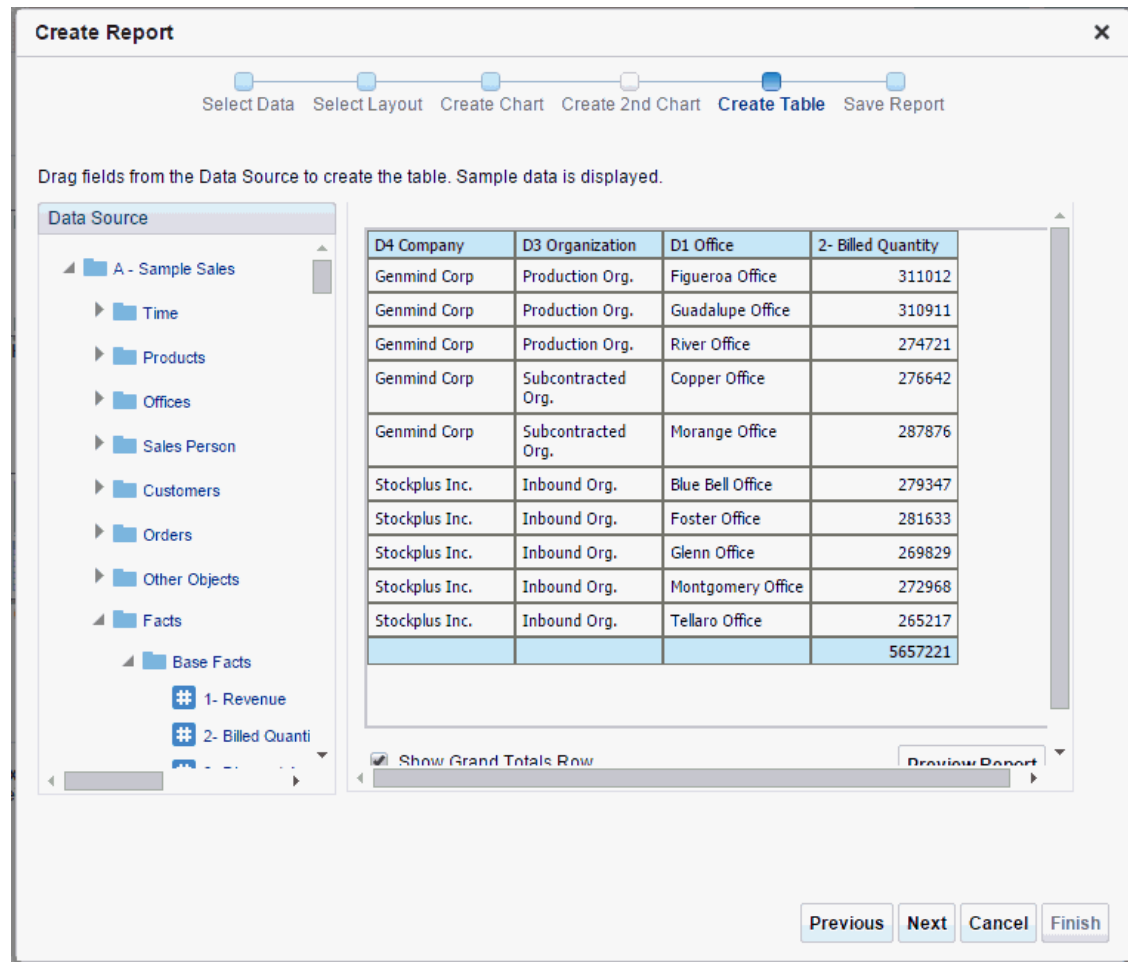 Create Report
Select Data Select Layout Create Chart Create 2nd Chart Create Table Save Report
Drag fields from the Data Source to create the table. Sample data is displayed.
Data Source
A - Sample Sales
Time
Products
Offices
Sales Person
Customers
Orders
Other Objects
Facts
Base Facts
1- Revenue
2- Billed Quanti
D4 Company D3 Organization D1 Office 2- Billed Quantity
Genmind Corp Production Org. Figueroa Office 311012
Genmind Corp Production Org. Guadalupe Office 310911
Genmind Corp Production Org. River Office 274721
Genmind Corp Subcontracted Copper Office 276642
Org.
Genmind Corp Subcontracted Morange Office 287876
Org.
Stockplus Inc. Inbound Org. Blue Bell Office 279347
Stockplus Inc. Inbound Org. Foster Office 281633
Stockplus Inc. Inbound Org. Glenn Office 269829
Stockplus Inc. Inbound Org. Montgomery Office 272968
Stockplus Inc. Inbound Org. Tellaro Office 265217
5657221
Show Grand Totals Row Preview Report
Previous Next Cancel Finish